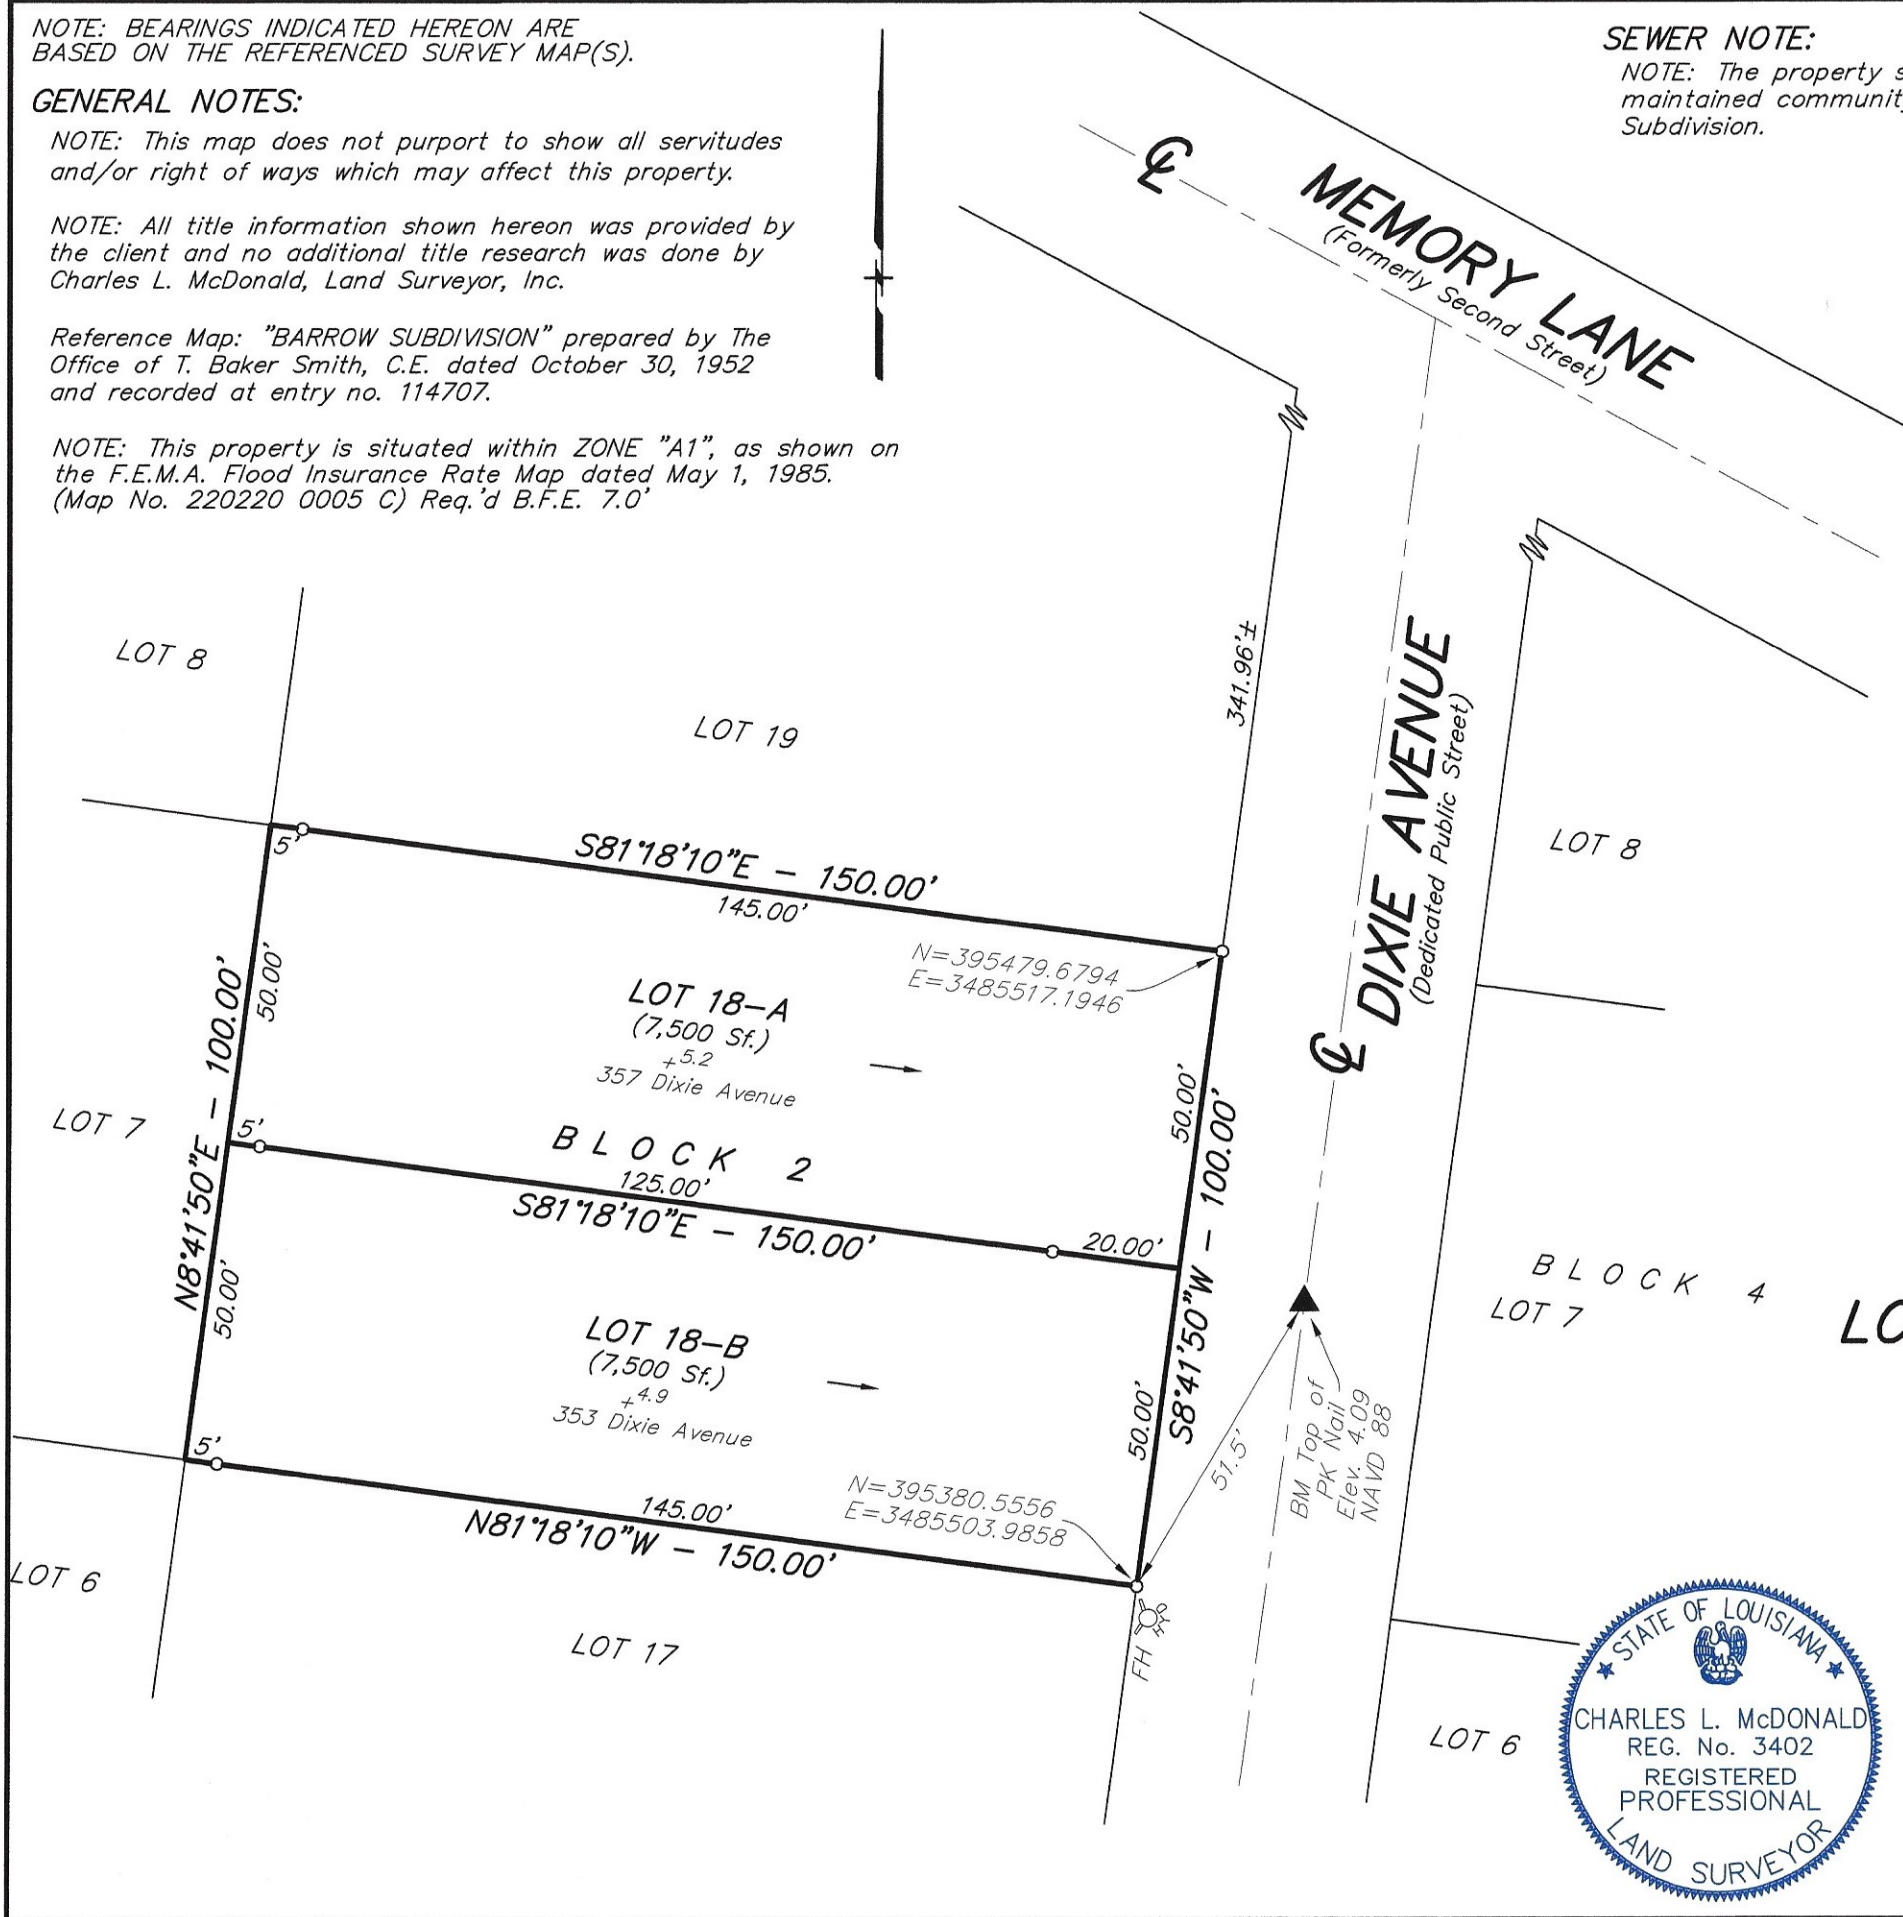 NOTE: BEARINGS INDICATED HEREON ARE
BASED ON THE REFERENCED SURVEY MAP(S).
GENERAL NOTES:
NOTE: This map does not purport to show all servitudes
and/or right of ways which may affect this property.
NOTE: All title information shown hereon was provided by
the client and no additional title research was done by
Charles L. McDonald, Land Surveyor, Inc.
Reference Map: "BARROW SUBDIVISION" prepared by The
Office of T. Baker Smith, C.E. dated October 30, 1952
and recorded at entry no. 114707.
NOTE: This property is situated within ZONE "A1", as shown on
the F.E.M.A. Flood Insurance Rate Map dated May 1, 1985.
(Map No. 220220 0005 C) Req.'d B.F.E. 7.0'
SEWER NOTE:
NOTE: The property s
maintained community
Subdivision.
℄ MEMORY LANE
(Formerly Second Street)
341.96'±
℄ DIXIE AVENUE
(Dedicated Public Street)
LOT 8
LOT 19
LOT 8
5'
S81°18'10"E – 150.00'
145.00'
N=395479.6794
E=3485517.1946
50.00'
N8°41'50"E – 100.00'
LOT 18–A
(7,500 Sf.)
+5.2
357 Dixie Avenue
50.00'
S8°41'50"W – 100.00'
LOT 7
5'
BLOCK 2
125.00'
S81°18'10"E – 150.00'
20.00'
50.00'
LOT 18–B
(7,500 Sf.)
+4.9
353 Dixie Avenue
50.00'
BLOCK 4
LOT 7
LO
51.5'
BM Top of
PK Nail
Elev. 4.09
NAVD 88
5'
145.00'
N81°18'10"W – 150.00'
N=395380.5556
E=3485503.9858
LOT 6
LOT 17
FH HYD
LOT 6
STATE OF LOUISIANA
CHARLES L. McDONALD
REG. No. 3402
REGISTERED
PROFESSIONAL
LAND SURVEYOR